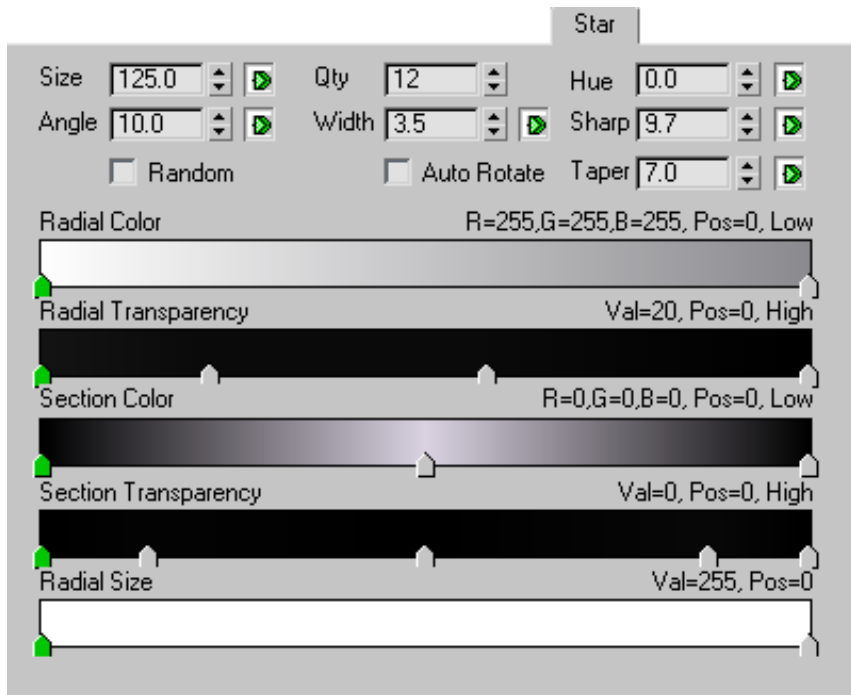 Star
Size 125.0 Qty 12 Hue 0.0
Angle 10.0 Width 3.5 Sharp 9.7
Random Auto Rotate Taper 7.0
Radial Color R=255,G=255,B=255, Pos=0, Low
Radial Transparency Val=20, Pos=0, High
Section Color R=0,G=0,B=0, Pos=0, Low
Section Transparency Val=0, Pos=0, High
Radial Size Val=255, Pos=0